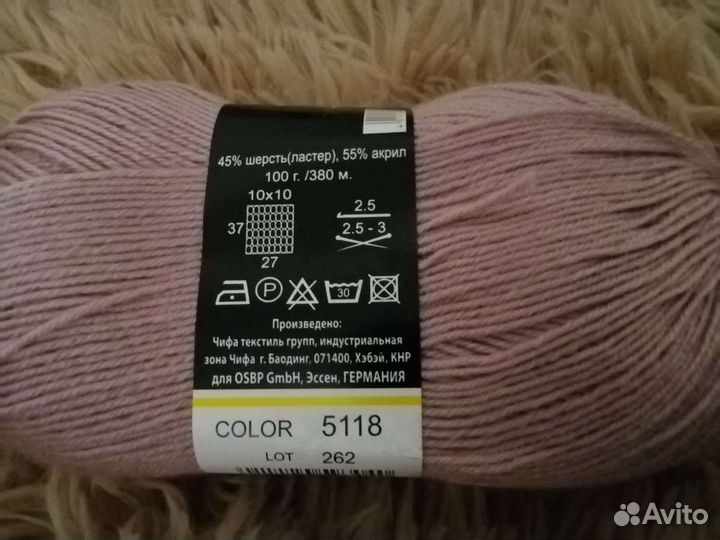 45% шерсть(ластер), 55% акрил
100 г. /380 м.
10x10
37
27
2.5
2.5 - 3
P
30
Произведено:
Чифа текстиль групп, индустриальная
зона Чифа г. Баодинг, 071400, Хэбэй, КНР
для OSBP GmbH, Эссен, ГЕРМАНИЯ
COLOR 5118
LOT 262
Avito